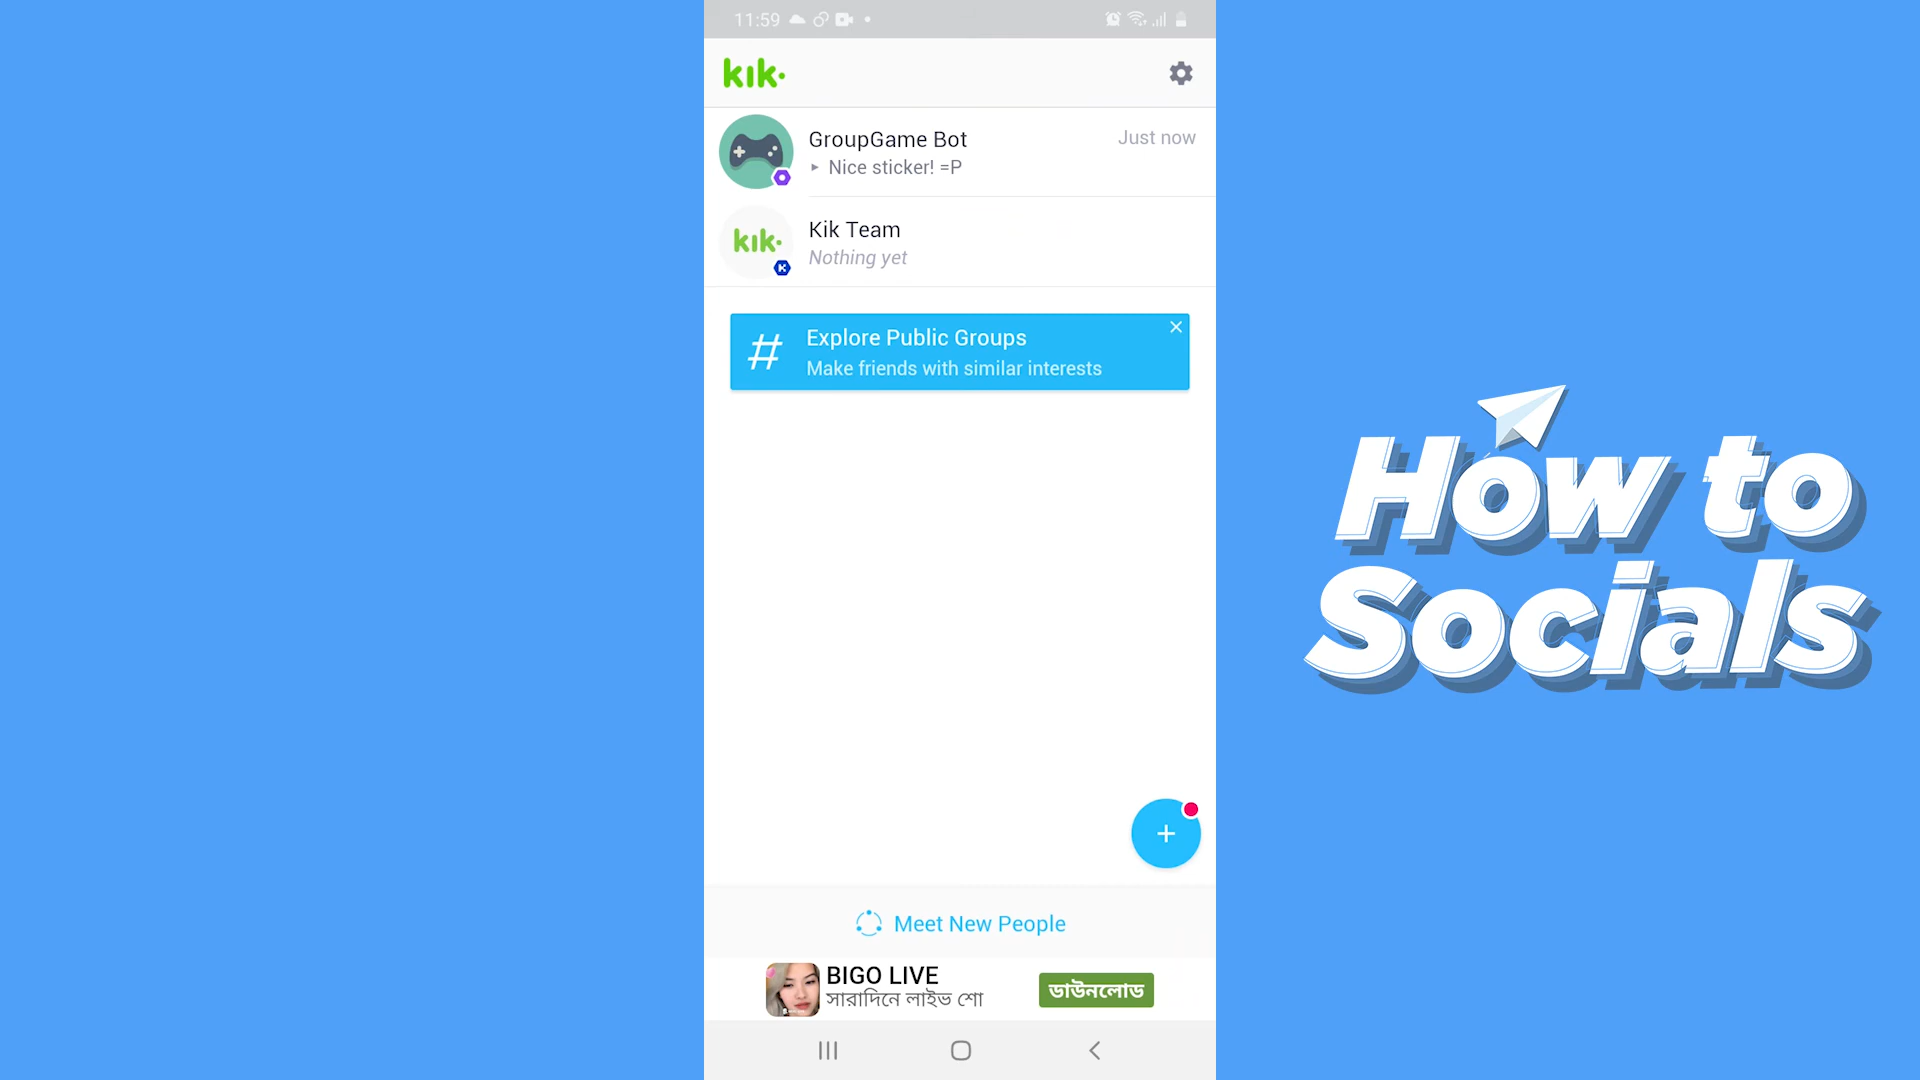 11:59
kik.
GroupGame Bot
Just now
Nice sticker! =P
kik.
Kik Team
Nothing yet
# Explore Public Groups
Make friends with similar interests
How to
Socials
+
Meet New People
BIGO LIVE
সারাদিনে লাইভ শো
ডাউনলোড